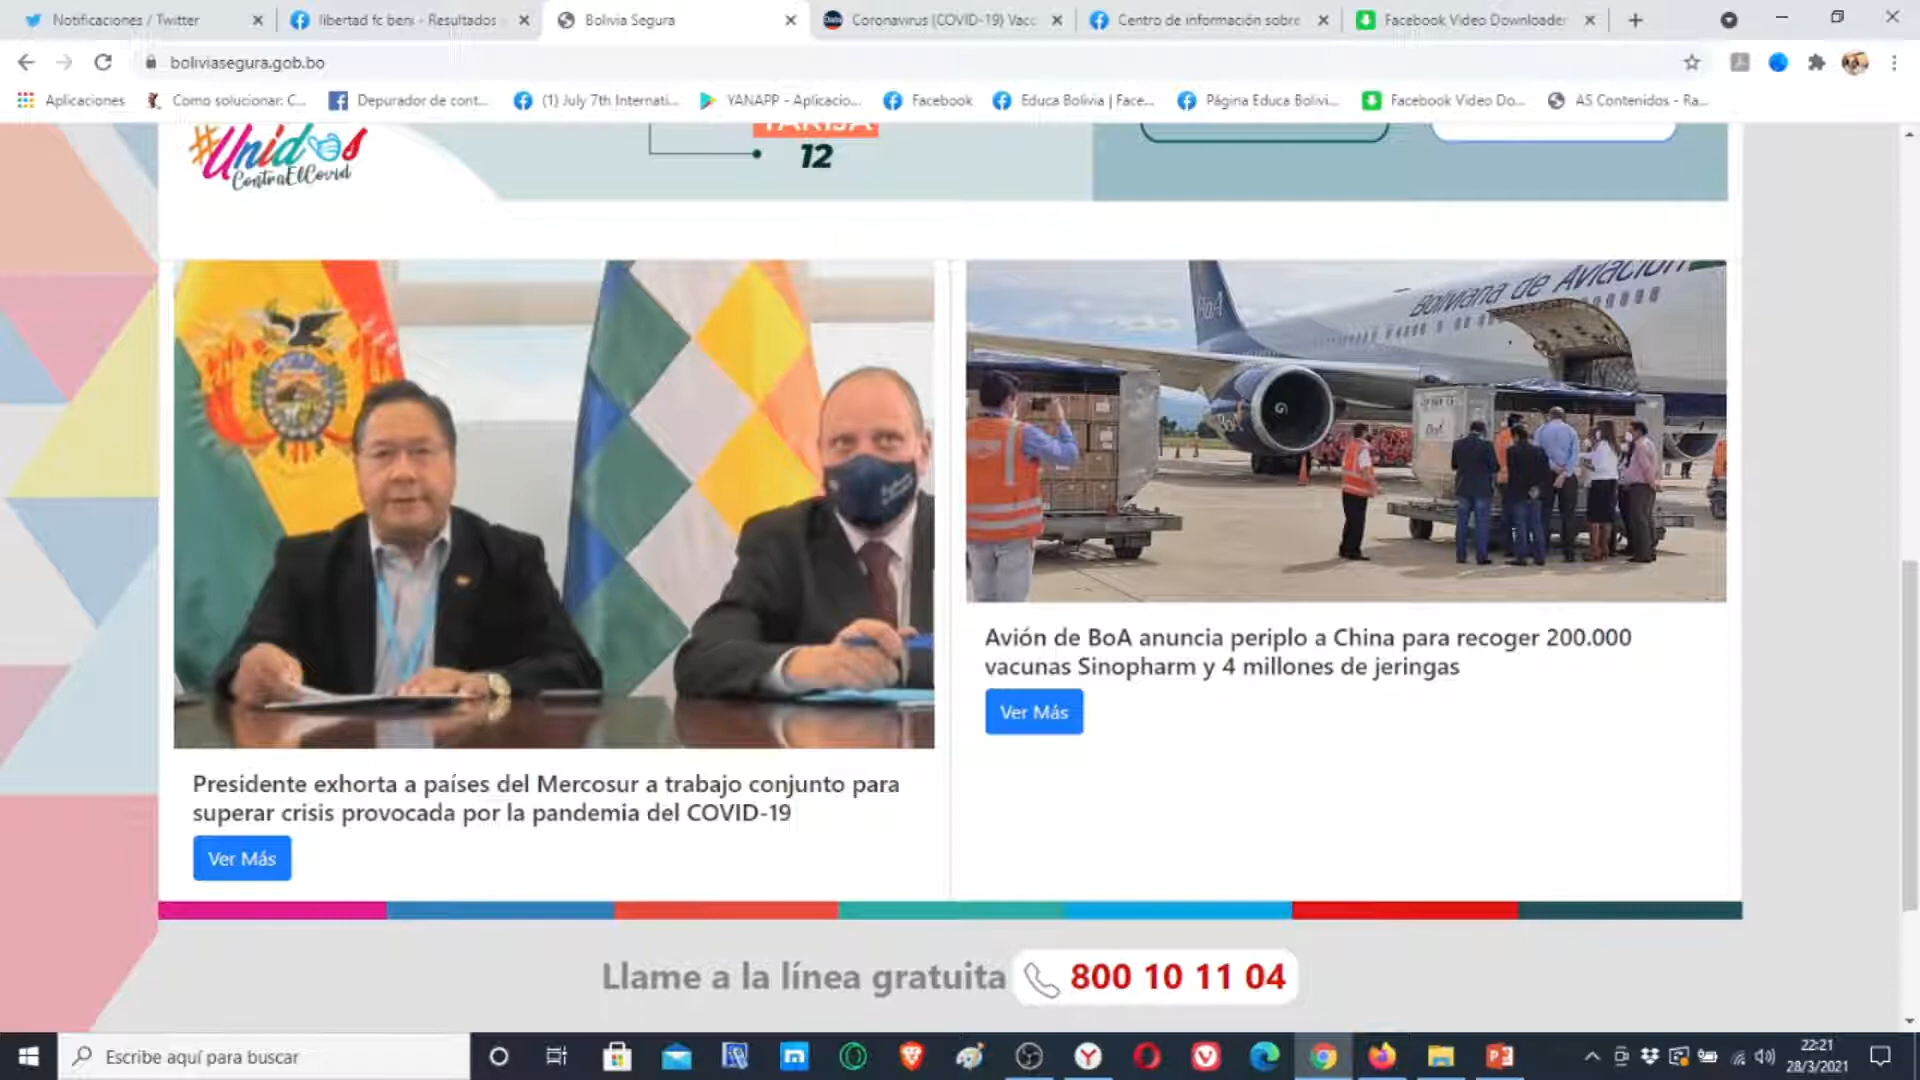 Notificaciones / Twitter
libertad fc beni - Resultados
Bolivia Segura
Coronavirus (COVID-19) Vacc
Centro de información sobre
Facebook Video Downloader
boliviasegura.gob.bo
Aplicaciones
Como solucionar: C...
Depurador de cont...
(1) July 7th Internati...
YANAPP - Aplicacio...
Facebook
Educa Bolivia | Face...
Página Educa Bolivi...
Facebook Video Do...
AS Contenidos - Ra...
#Unidos
ContraElCovid
TARIJA
12
Boliviana de Aviación
BoA
Avión de BoA anuncia periplo a China para recoger 200.000
vacunas Sinopharm y 4 millones de jeringas
Ver Más
Presidente exhorta a países del Mercosur a trabajo conjunto para
superar crisis provocada por la pandemia del COVID-19
Ver Más
Llame a la línea gratuita 800 10 11 04
Escribe aquí para buscar
22:21
28/3/2021